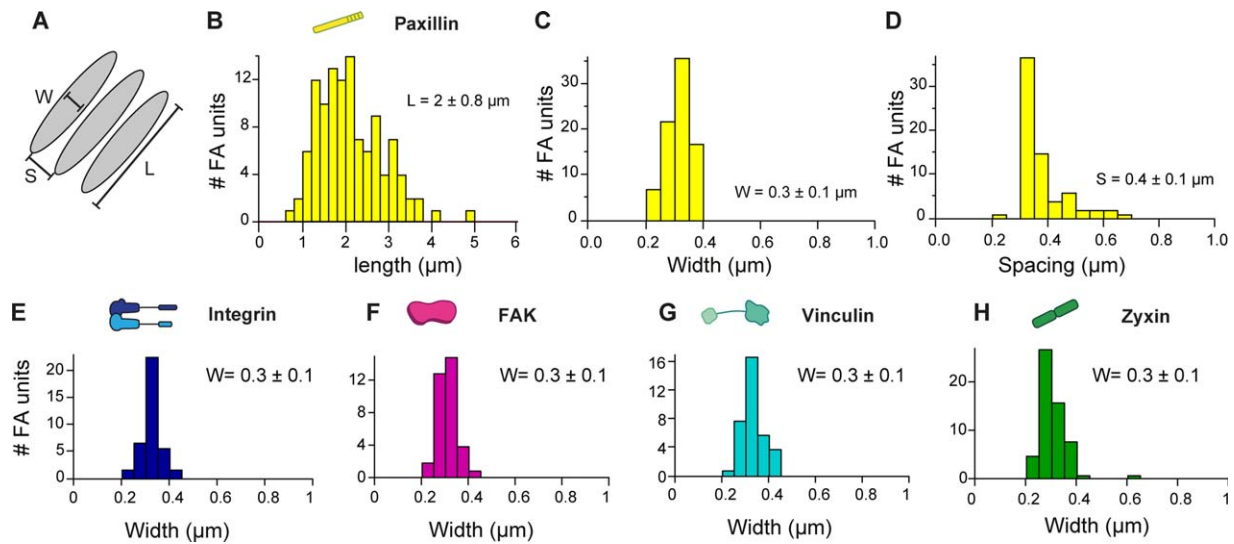 A
W
S
L
B
Paxillin
# FA units
12
8
4
0
L = 2 ± 0.8 µm
0 1 2 3 4 5 6
length (µm)
C
# FA units
30
20
10
0
W = 0.3 ± 0.1 µm
0.0 0.2 0.4 0.6 0.8 1.0
Width (µm)
D
# FA units
30
20
10
0
S = 0.4 ± 0.1 µm
0.0 0.2 0.4 0.6 0.8 1.0
Spacing (µm)
E
Integrin
# FA units
20
15
10
5
0
W= 0.3 ± 0.1
0 0.2 0.4 0.6 0.8 1
Width (µm)
F
FAK
12
8
4
0
W= 0.3 ± 0.1
0 0.2 0.4 0.6 0.8 1
Width (µm)
G
Vinculin
16
12
8
4
0
W= 0.3 ± 0.1
0 0.2 0.4 0.6 0.8 1
Width (µm)
H
Zyxin
20
10
0
W= 0.3 ± 0.1
0 0.2 0.4 0.6 0.8 1
Width (µm)